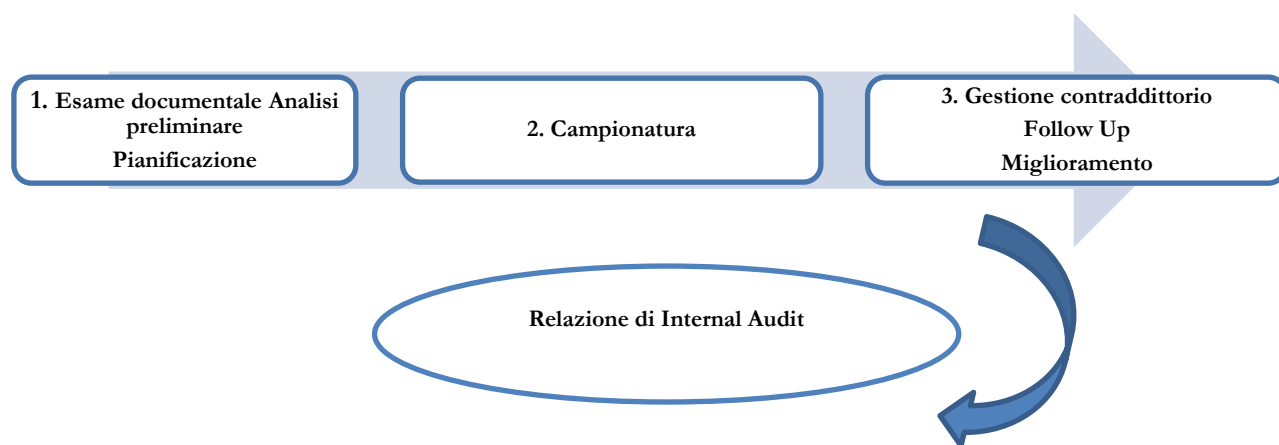 1. Esame documentale Analisi
preliminare
Pianificazione
2. Campionatura
3. Gestione contraddittorio
Follow Up
Miglioramento
Relazione di Internal Audit